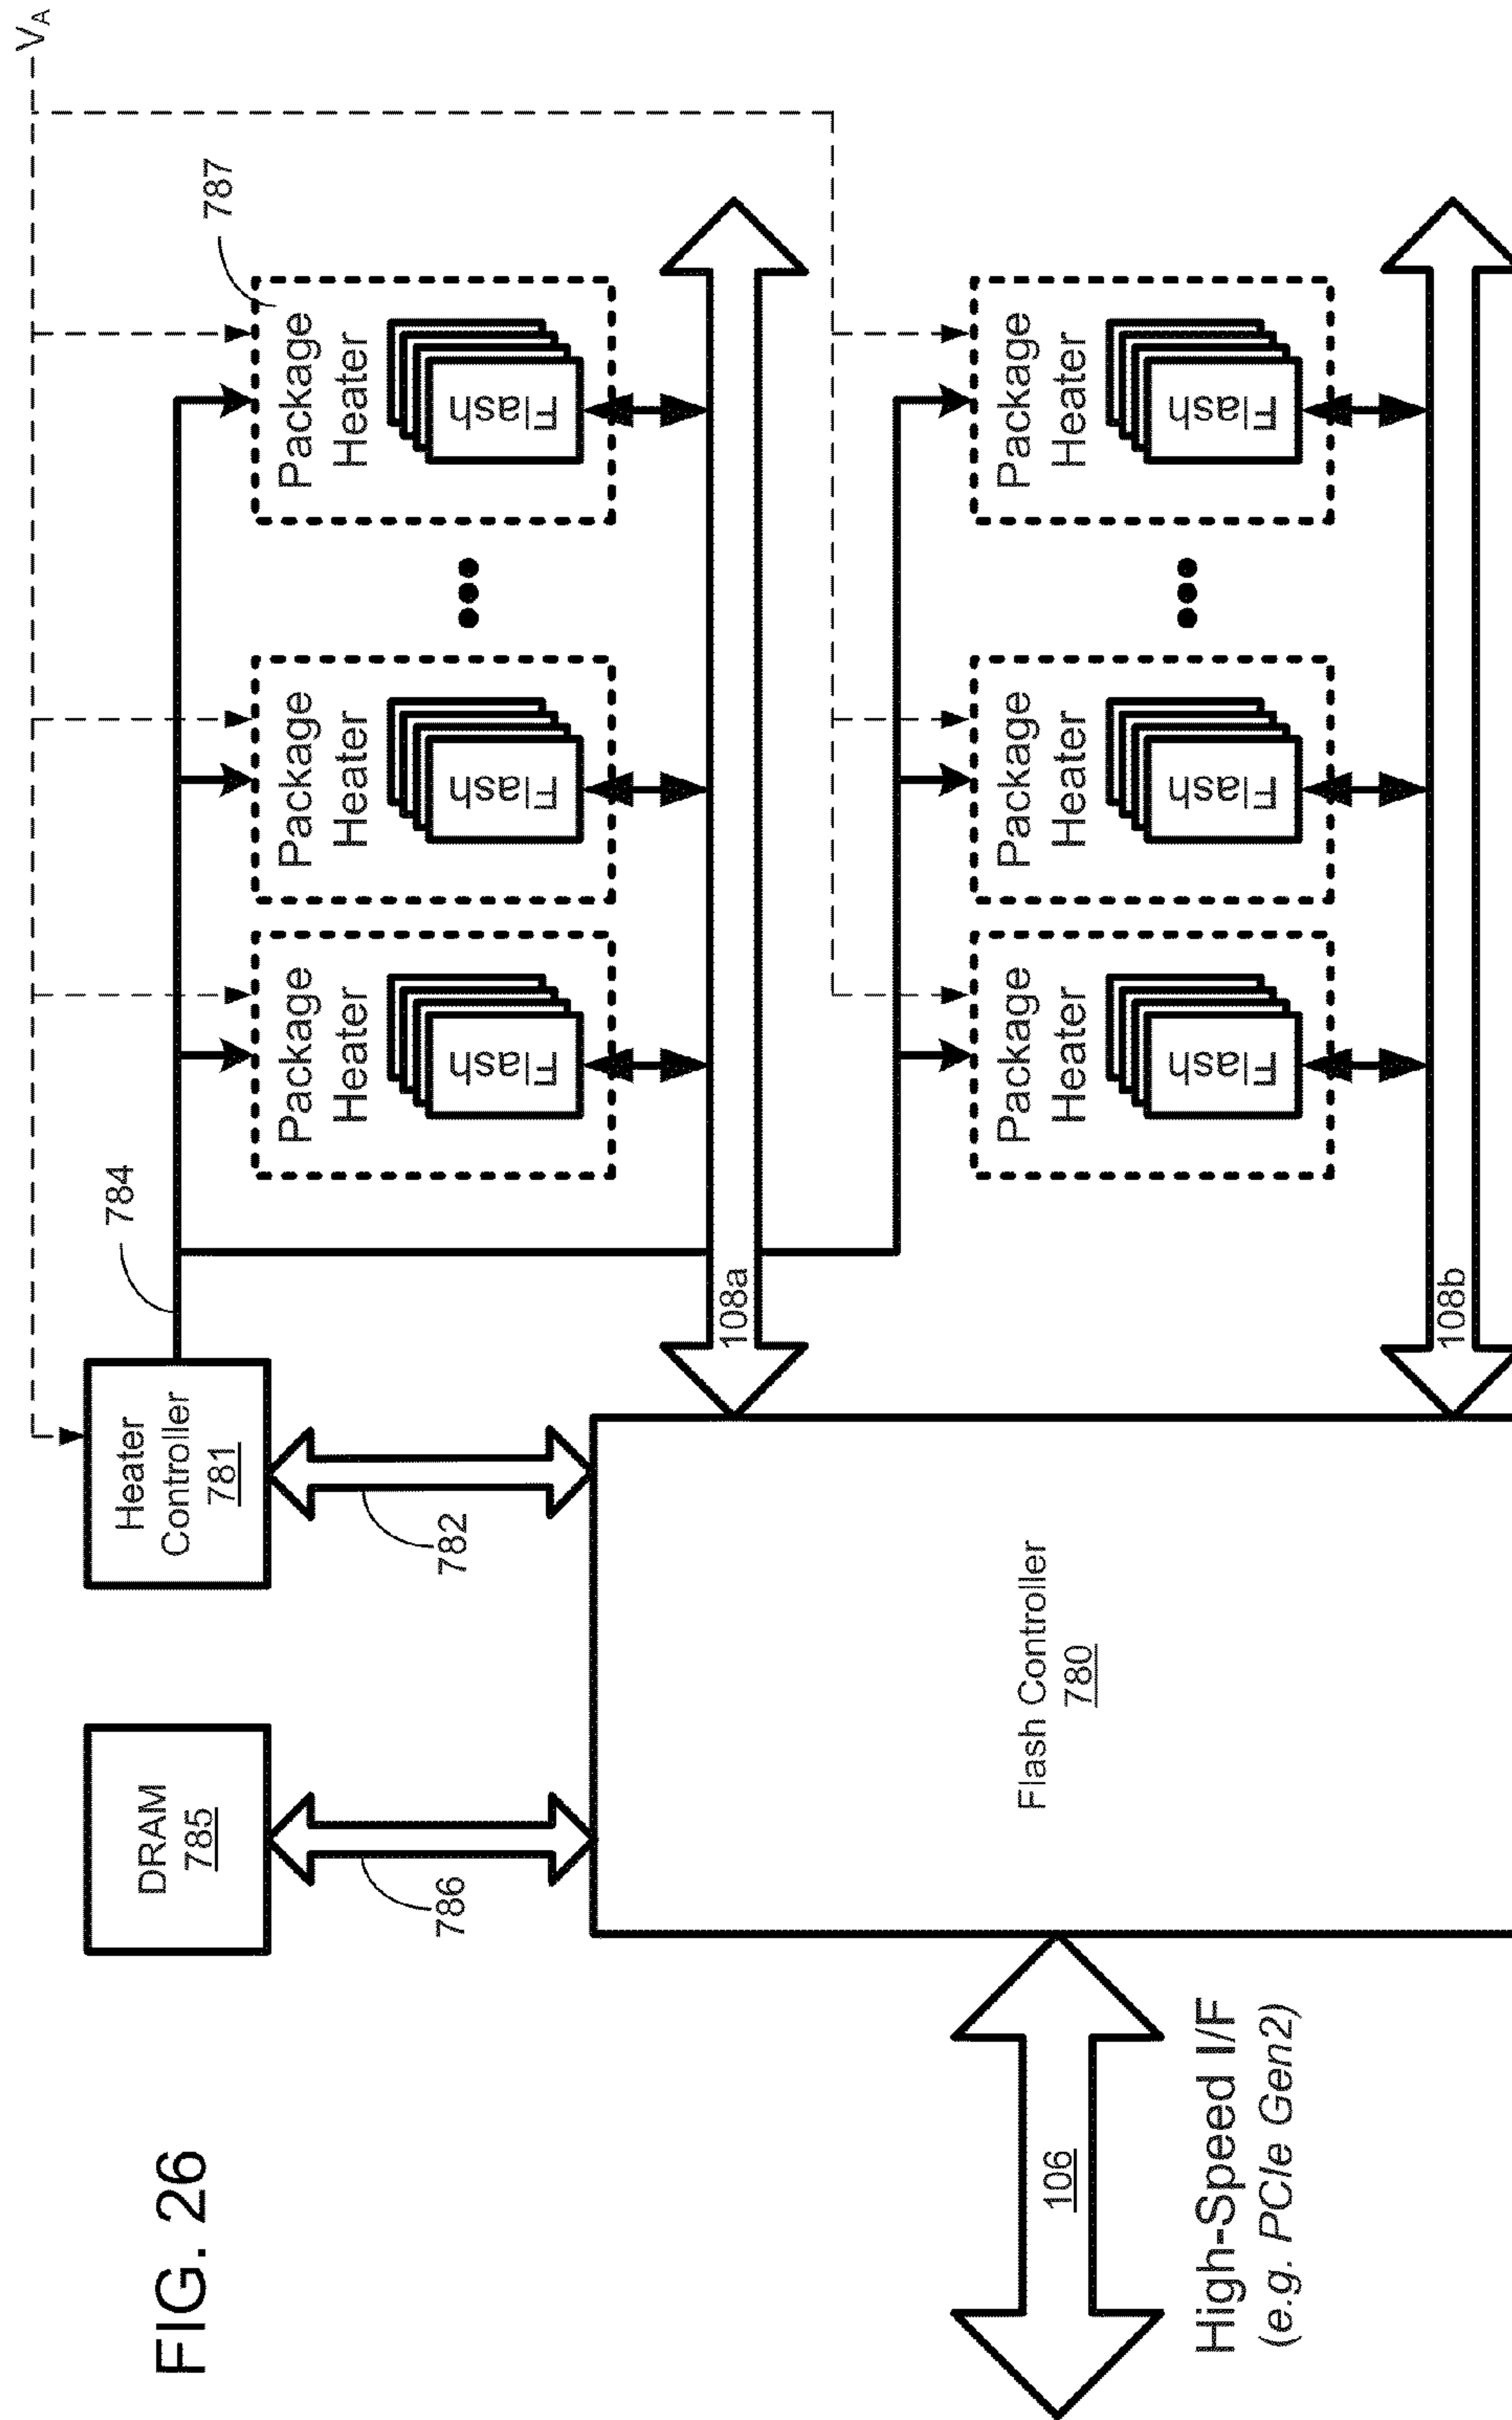 FIG. 26
V_A
DRAM
785
Heater
Controller
781
784
787
786
782
Package
Heater
Flash
Package
Heater
Flash
Package
Heater
Flash
108a
Flash Controller
780
106
High-Speed I/F
(e.g. PCIe Gen2)
Package
Heater
Flash
Package
Heater
Flash
Package
Heater
Flash
108b